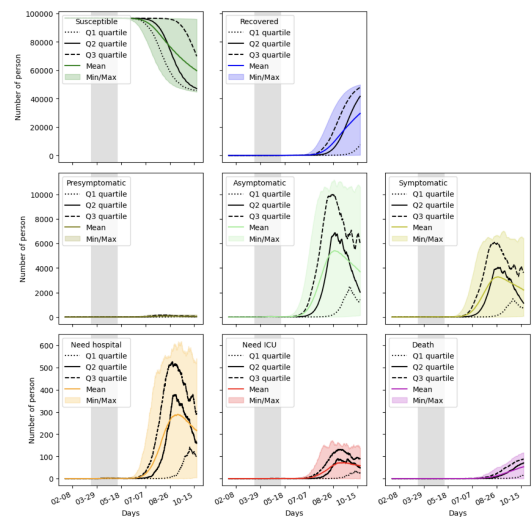 100000
80000
60000
40000
20000
0
Number of person
Susceptible
Q1 quartile
Q2 quartile
Q3 quartile
Mean
Min/Max
Recovered
Q1 quartile
Q2 quartile
Q3 quartile
Mean
Min/Max
10000
8000
6000
4000
2000
0
Number of person
Presymptomatic
Q1 quartile
Q2 quartile
Q3 quartile
Mean
Min/Max
Asymptomatic
Q1 quartile
Q2 quartile
Q3 quartile
Mean
Min/Max
Symptomatic
Q1 quartile
Q2 quartile
Q3 quartile
Mean
Min/Max
600
500
400
300
200
100
0
Number of person
Need hospital
Q1 quartile
Q2 quartile
Q3 quartile
Mean
Min/Max
Need ICU
Q1 quartile
Q2 quartile
Q3 quartile
Mean
Min/Max
Death
Q1 quartile
Q2 quartile
Q3 quartile
Mean
Min/Max
02-08 03-29 05-18 07-07 08-26 10-15
Days
02-08 03-29 05-18 07-07 08-26 10-15
Days
02-08 03-29 05-18 07-07 08-26 10-15
Days